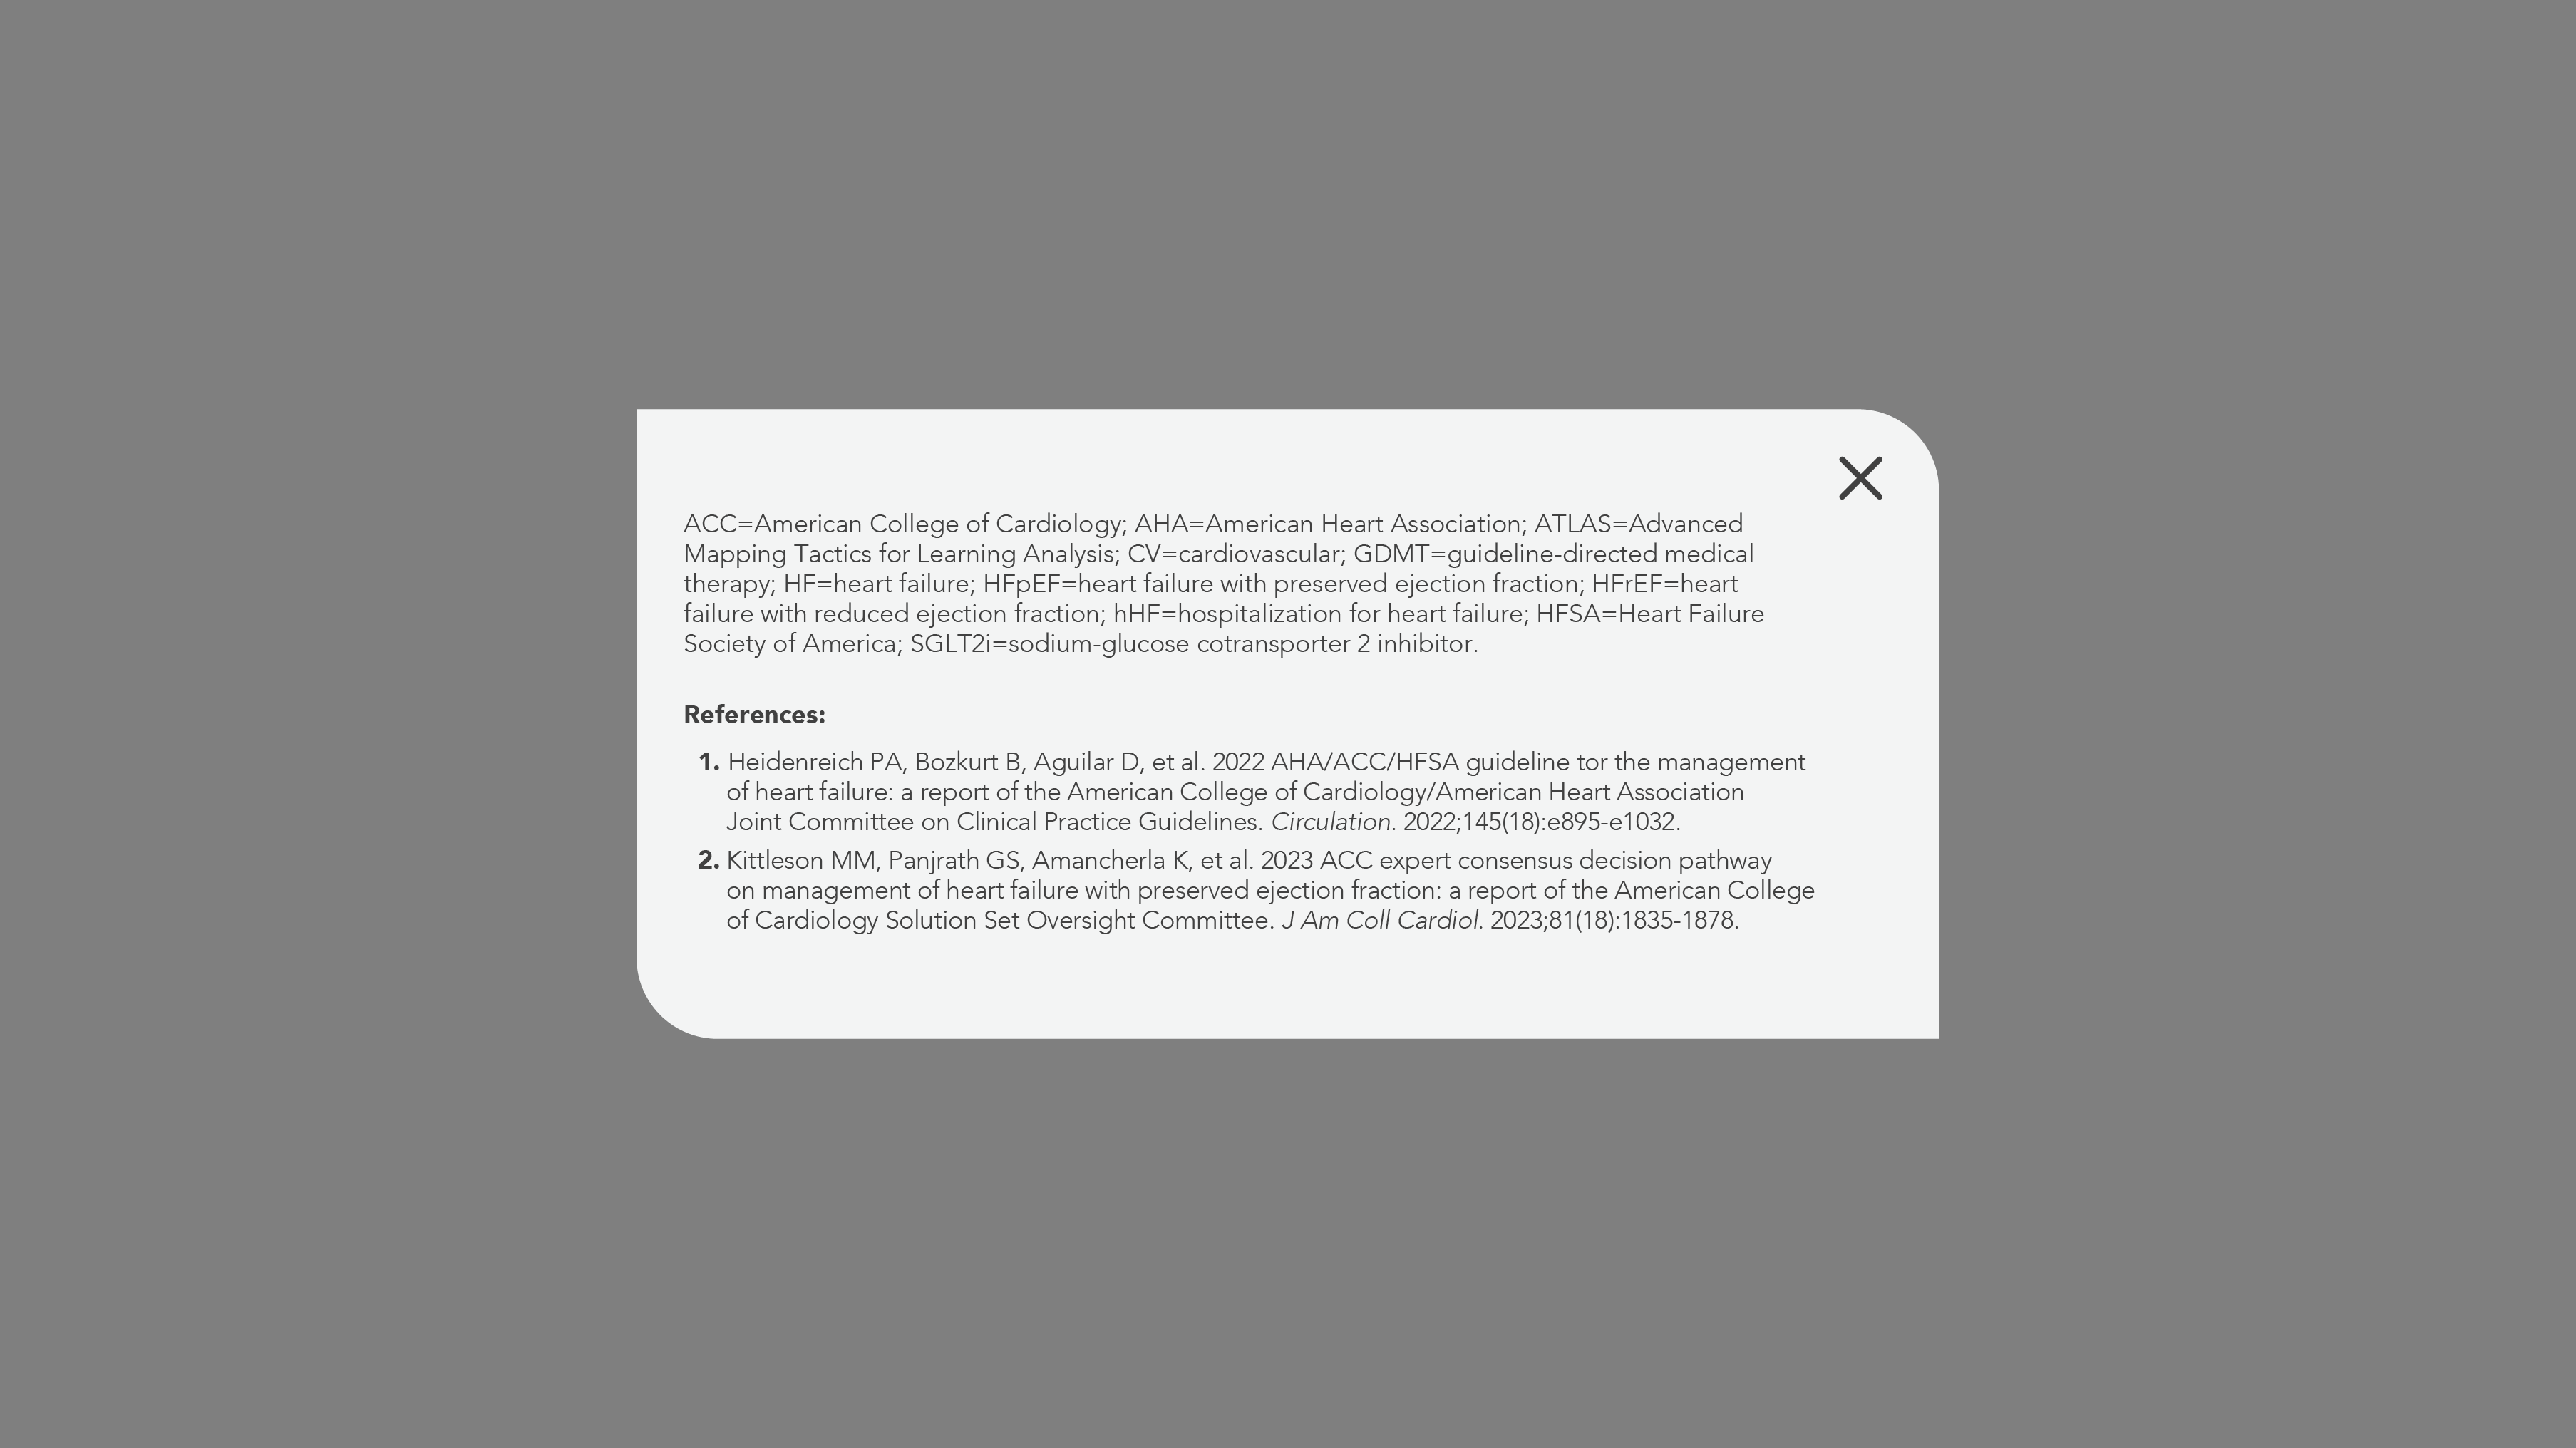 ACC=American College of Cardiology; AHA=American Heart Association; ATLAS=Advanced
Mapping Tactics for Learning Analysis; CV=cardiovascular; GDMT=guideline-directed medical
therapy; HF=heart failure; HFpEF=heart failure with preserved ejection fraction; HFrEF=heart
failure with reduced ejection fraction; hHF=hospitalization for heart failure; HFSA=Heart Failure
Society of America; SGLT2i=sodium-glucose cotransporter 2 inhibitor.
References:
1. Heidenreich PA, Bozkurt B, Aguilar D, et al. 2022 AHA/ACC/HFSA guideline tor the management
of heart failure: a report of the American College of Cardiology/American Heart Association
Joint Committee on Clinical Practice Guidelines. Circulation. 2022;145(18):e895-e1032.
2. Kittleson MM, Panjrath GS, Amancherla K, et al. 2023 ACC expert consensus decision pathway
on management of heart failure with preserved ejection fraction: a report of the American College
of Cardiology Solution Set Oversight Committee. J Am Coll Cardiol. 2023;81(18):1835-1878.